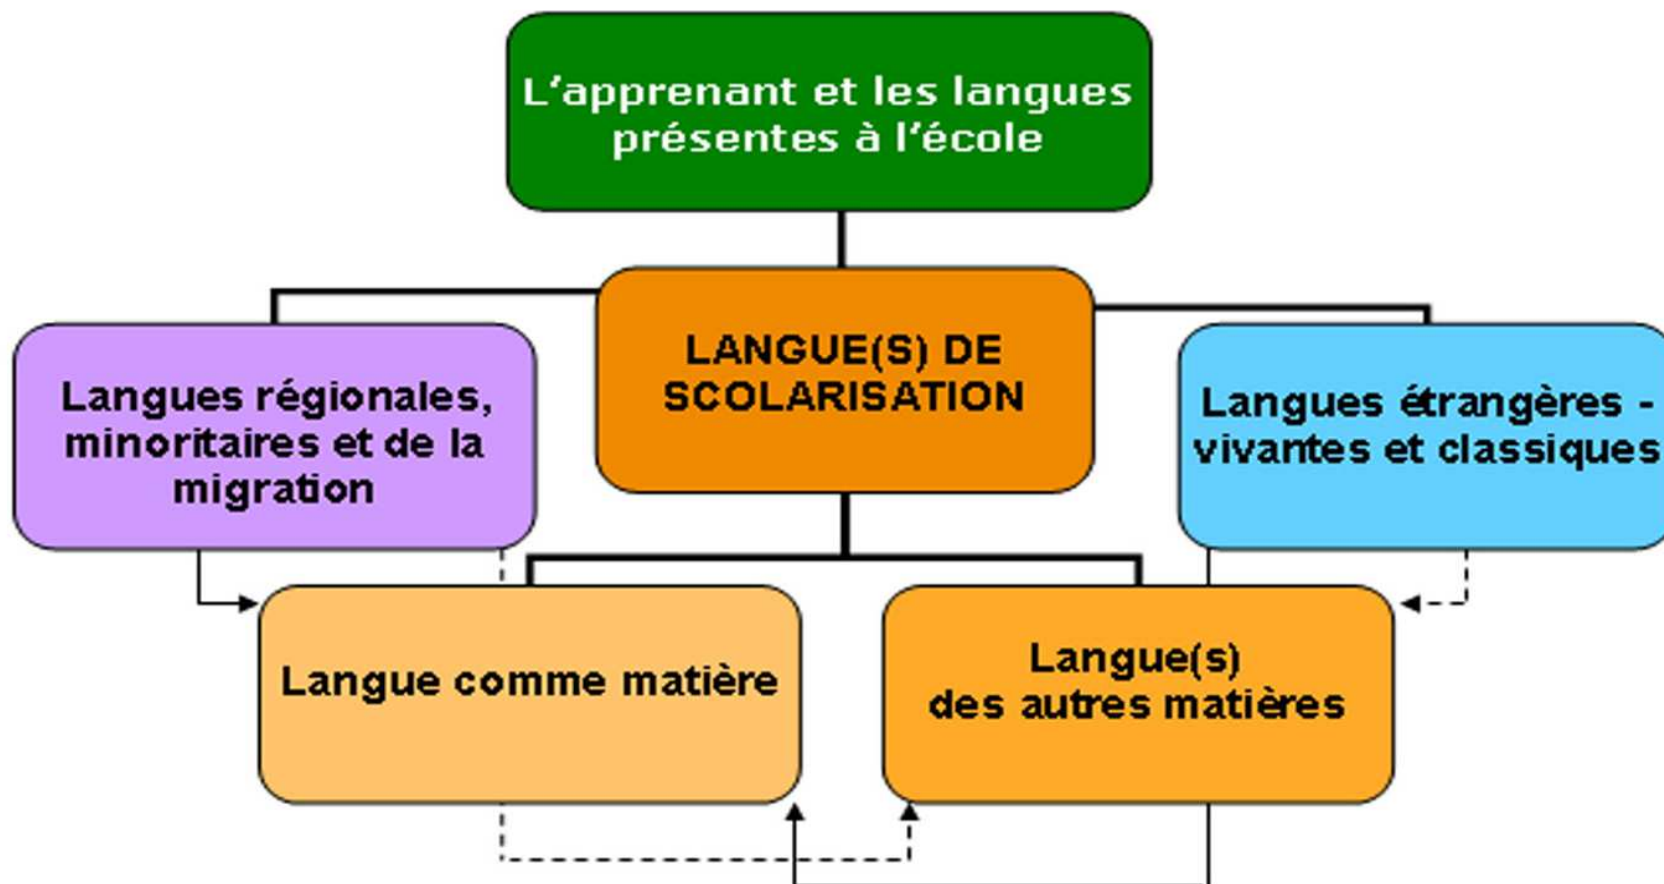 L'apprenant et les langues
présentes à l'école
LANGUE(S) DE
SCOLARISATION
Langues régionales,
minoritaires et de la
migration
Langues étrangères -
vivantes et classiques
Langue comme matière
Langue(s)
des autres matières